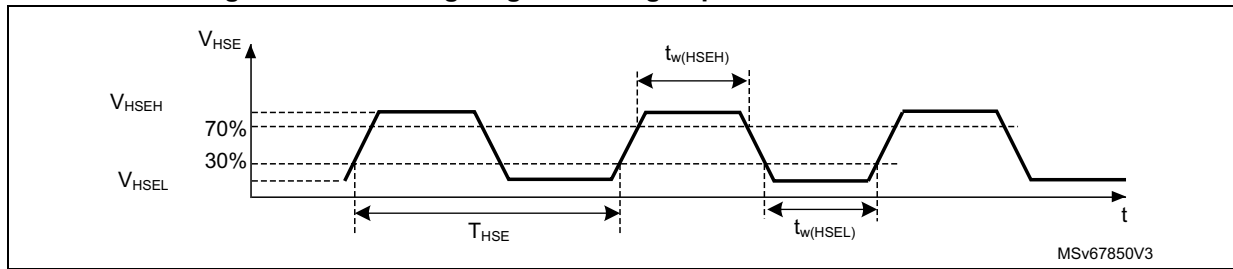 V_HSE
t_w(HSEH)
V_HSEH
70%
30%
V_HSEL
T_HSE
t_w(HSEL)
t
MSv67850V3